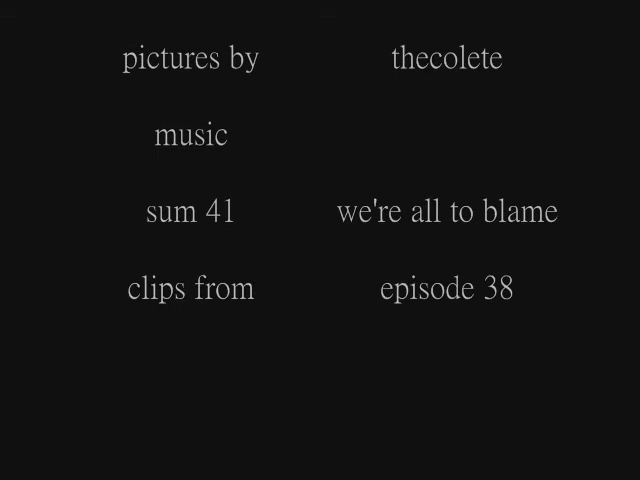 pictures by thecolete
music
sum 41 we're all to blame
clips from episode 38